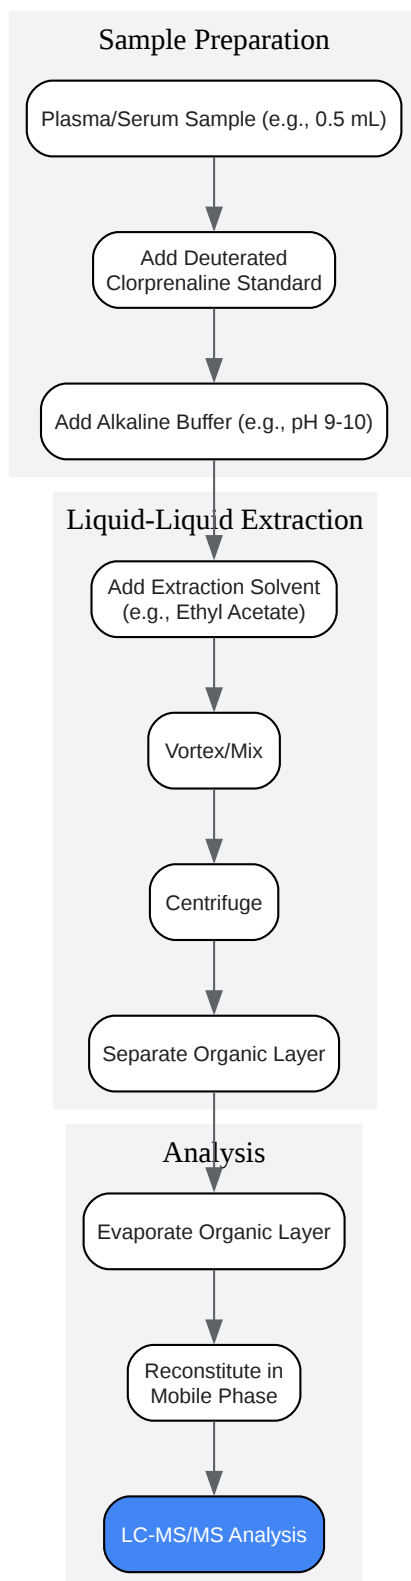 Sample Preparation
Plasma/Serum Sample (e.g., 0.5 mL)
Add Deuterated
Clorprenaline Standard
Add Alkaline Buffer (e.g., pH 9-10)
Liquid-Liquid Extraction
Add Extraction Solvent
(e.g., Ethyl Acetate)
Vortex/Mix
Centrifuge
Separate Organic Layer
Analysis
Evaporate Organic Layer
Reconstitute in
Mobile Phase
LC-MS/MS Analysis